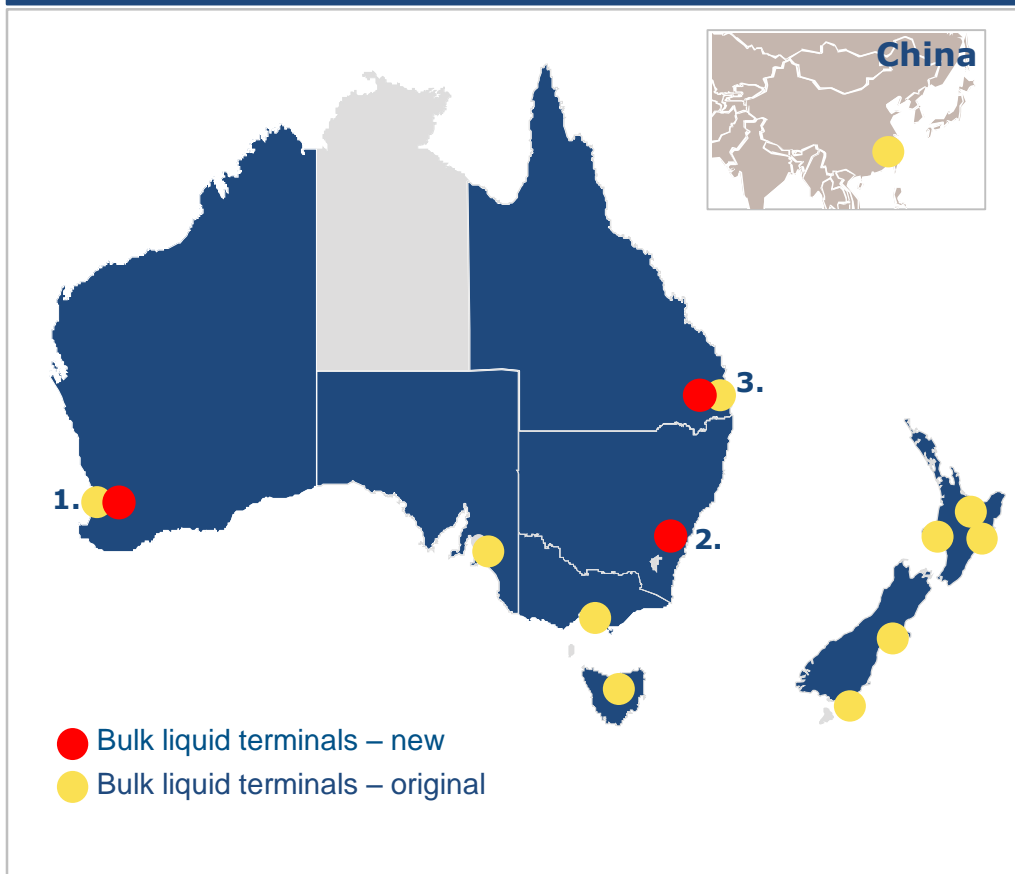 China
3.
1.
2.
Bulk liquid terminals – new
Bulk liquid terminals – original